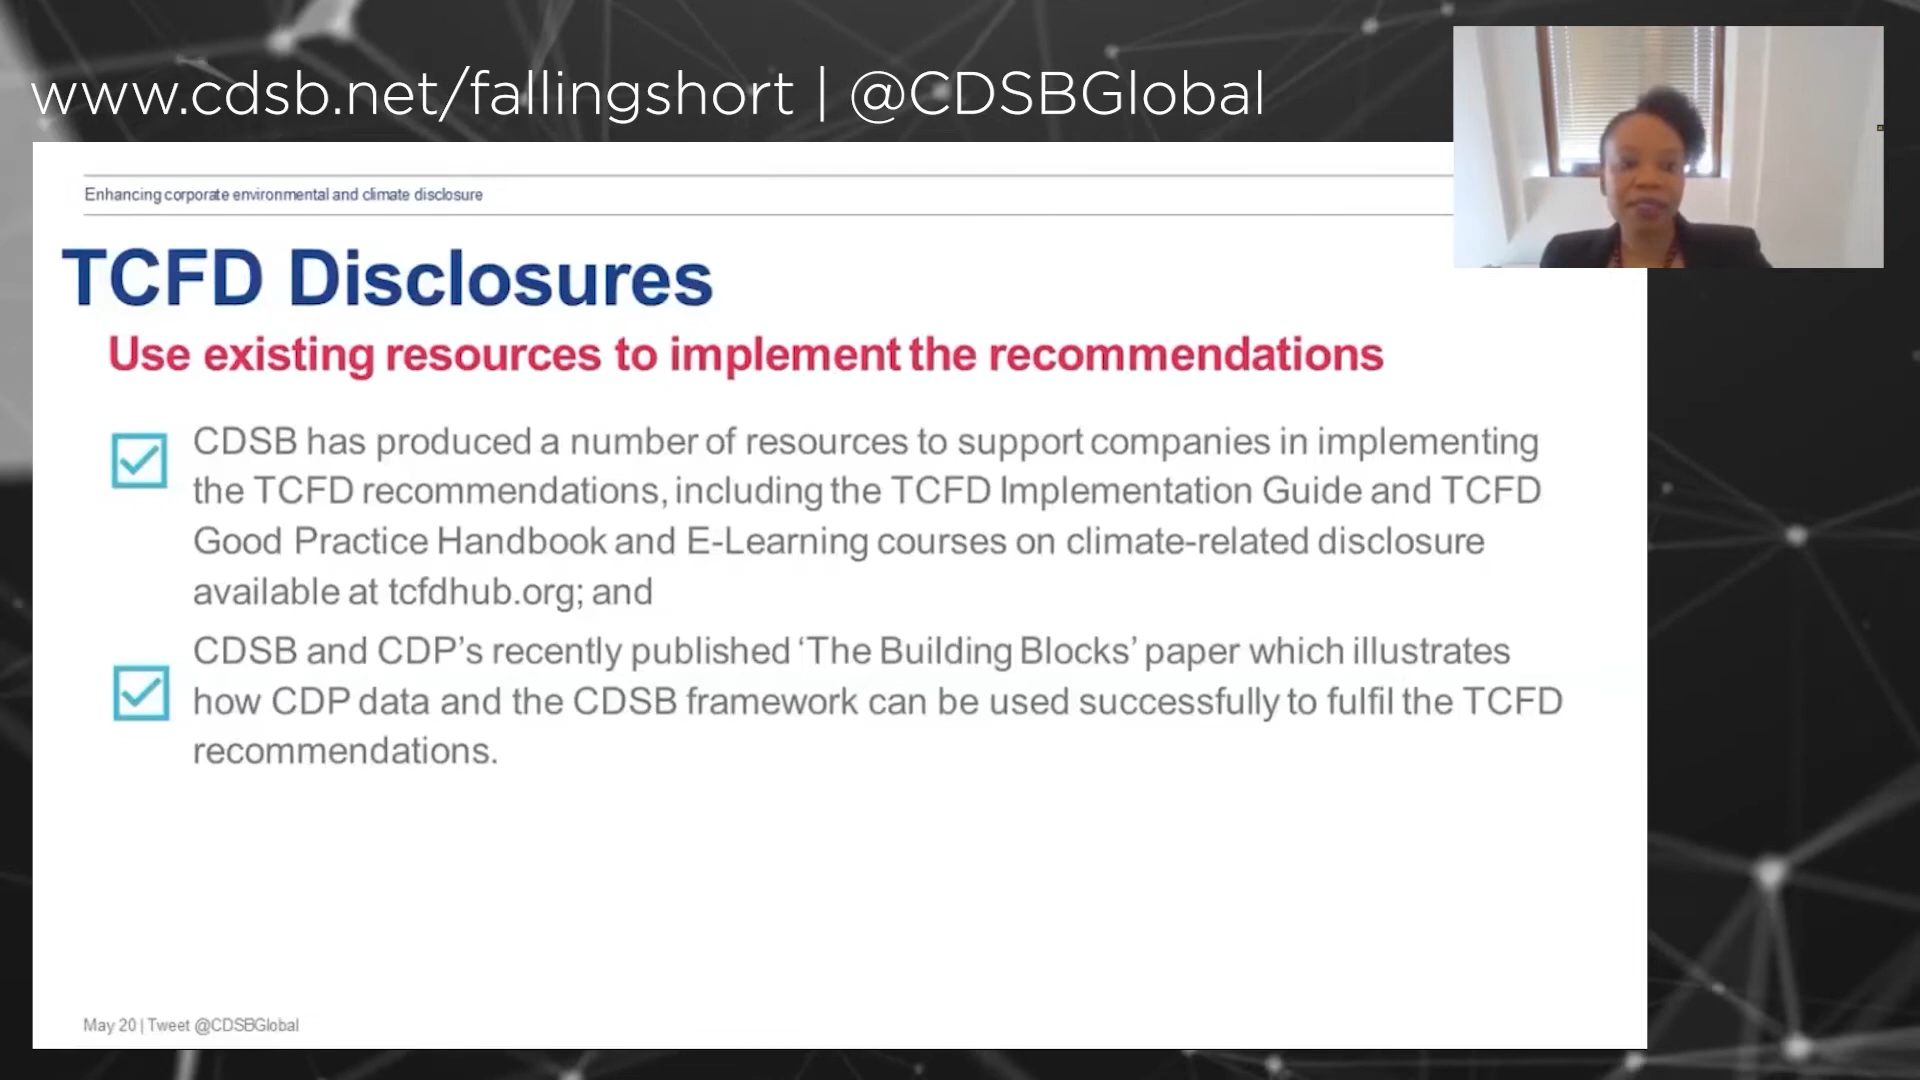 www.cdsb.net/fallingshort | @CDSBGlobal
Enhancing corporate environmental and climate disclosure
TCFD Disclosures
Use existing resources to implement the recommendations
CDSB has produced a number of resources to support companies in implementing
the TCFD recommendations, including the TCFD Implementation Guide and TCFD
Good Practice Handbook and E-Learning courses on climate-related disclosure
available at tcfdhub.org; and
CDSB and CDP’s recently published ‘The Building Blocks’ paper which illustrates
how CDP data and the CDSB framework can be used successfully to fulfil the TCFD
recommendations.
May 20 | Tweet @CDSBGlobal